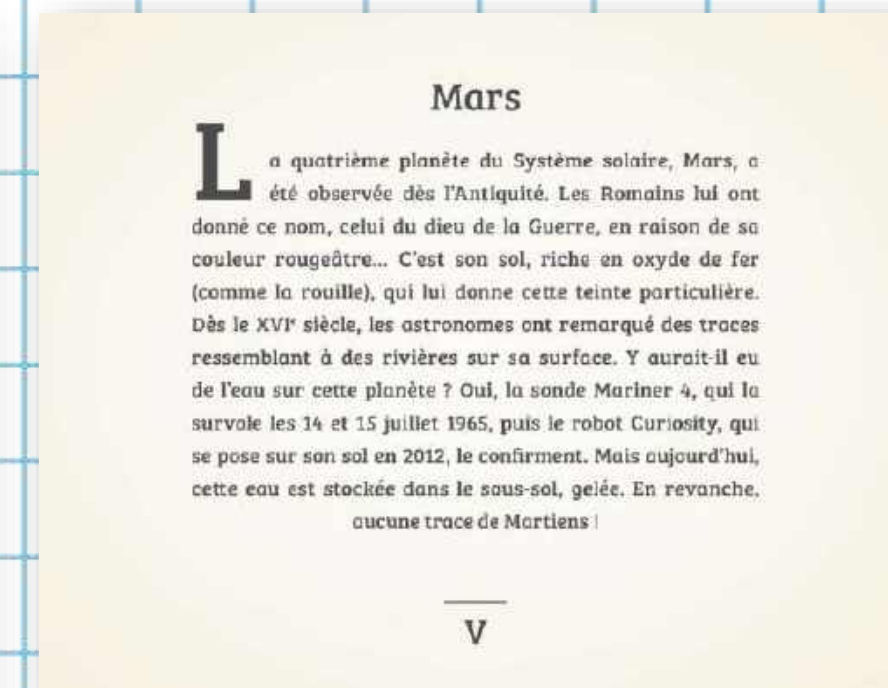 Mars
La quatrième planète du Système solaire, Mars, a
été observée dès l'Antiquité. Les Romains lui ont
donné ce nom, celui du dieu de la Guerre, en raison de sa
couleur rougeâtre... C'est son sol, riche en oxyde de fer
(comme la rouille), qui lui donne cette teinte particulière.
Dès le XVIᵉ siècle, les astronomes ont remarqué des traces
ressemblant à des rivières sur sa surface. Y aurait-il eu
de l'eau sur cette planète ? Oui, la sonde Mariner 4, qui la
survole les 14 et 15 juillet 1965, puis le robot Curiosity, qui
se pose sur son sol en 2012, le confirment. Mais aujourd'hui,
cette eau est stockée dans le sous-sol, gelée. En revanche,
aucune trace de Martiens !
V